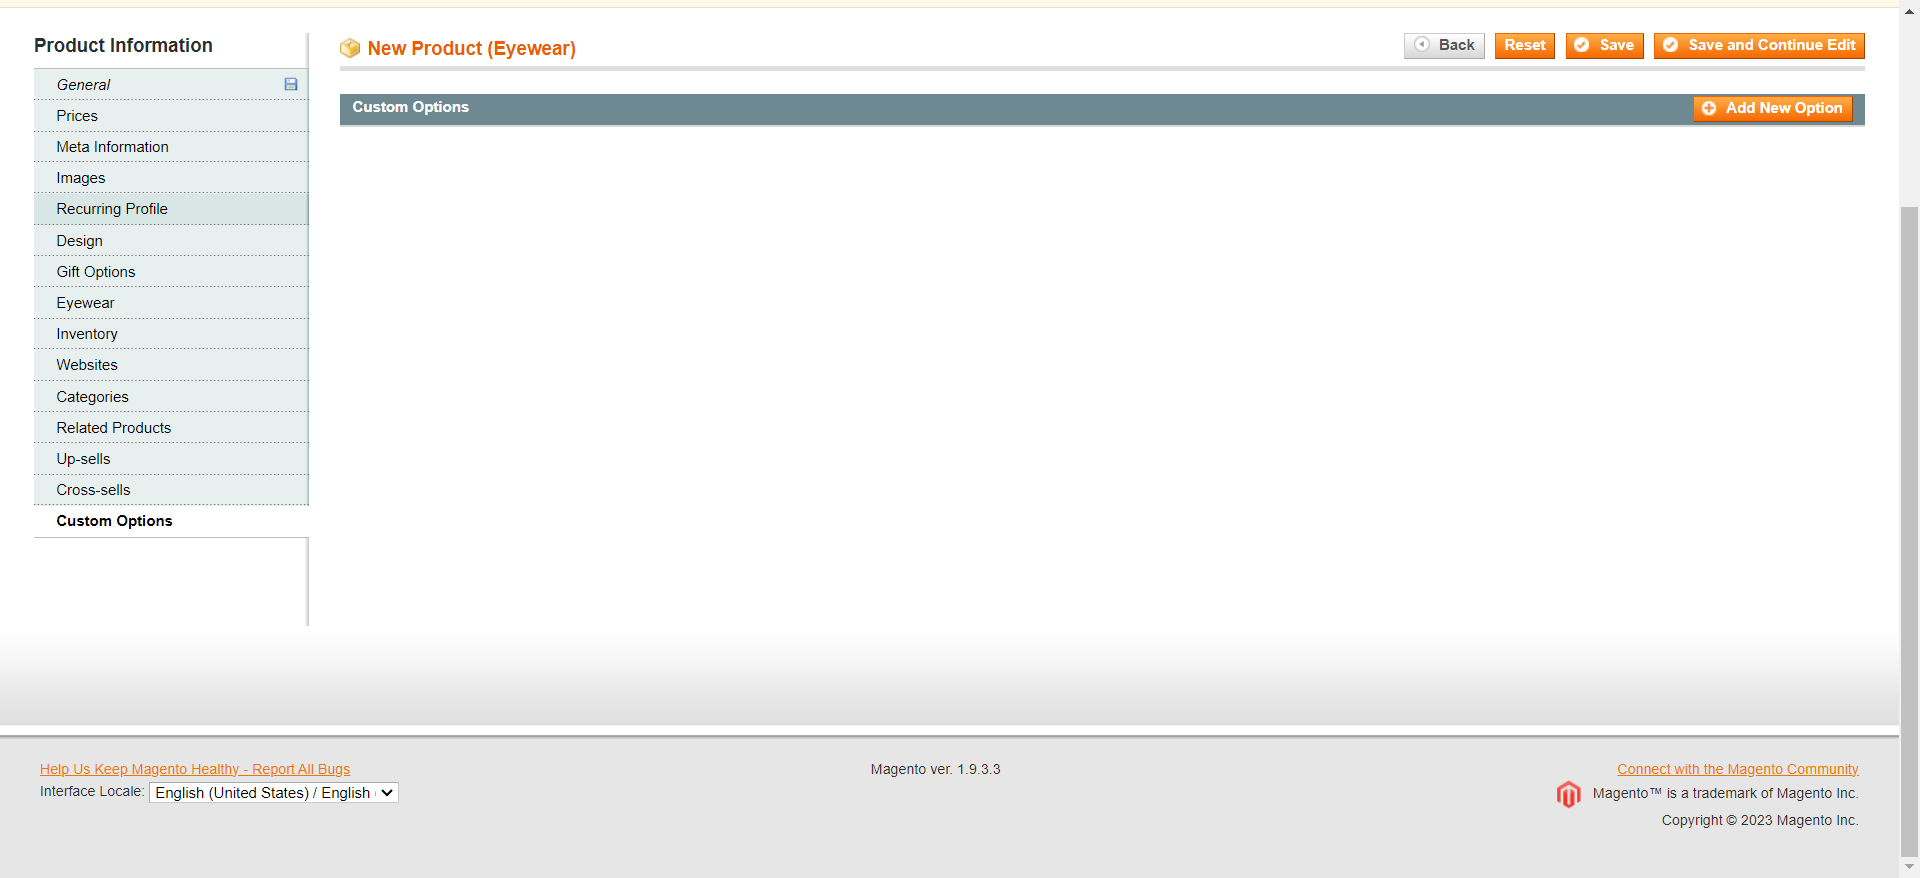 Product Information
General
Prices
Meta Information
Images
Recurring Profile
Design
Gift Options
Eyewear
Inventory
Websites
Categories
Related Products
Up-sells
Cross-sells
Custom Options
New Product (Eyewear)
Back
Reset
Save
Save and Continue Edit
Custom Options
Add New Option
Help Us Keep Magento Healthy - Report All Bugs
Interface Locale: English (United States) / English
Magento ver. 1.9.3.3
Connect with the Magento Community
Magento™ is a trademark of Magento Inc.
Copyright © 2023 Magento Inc.